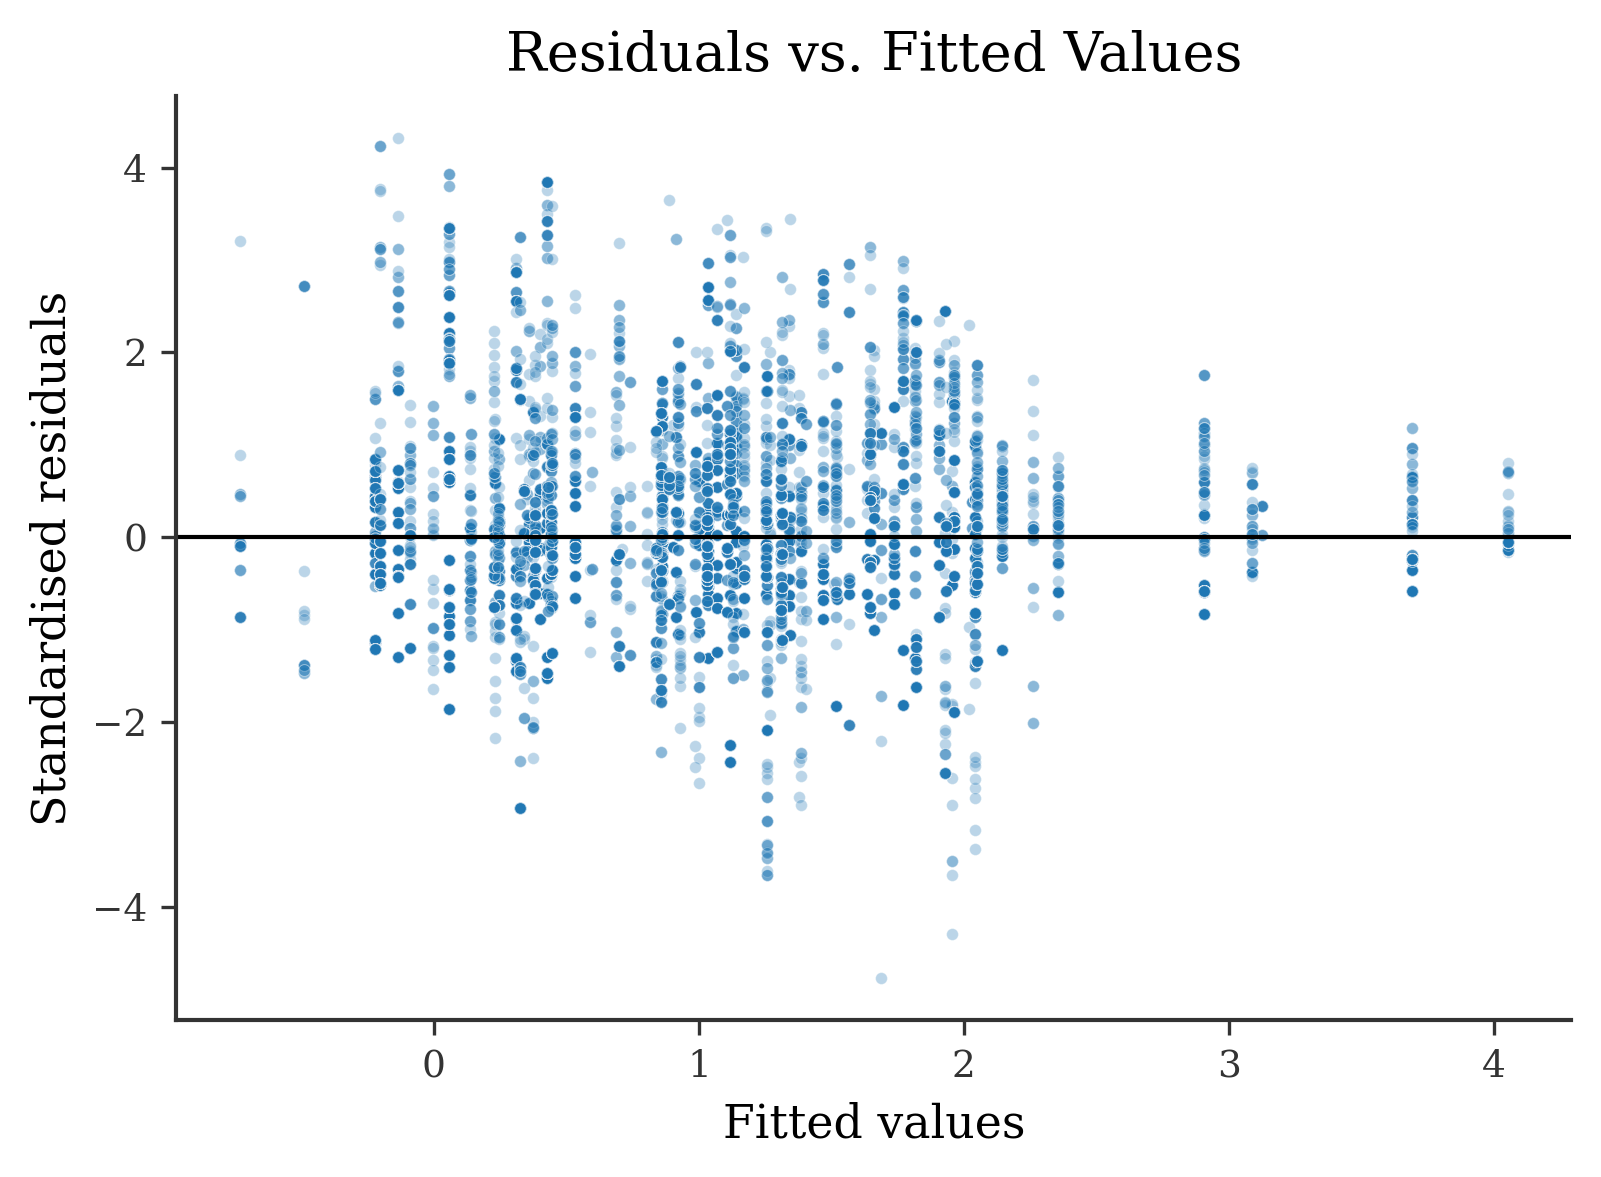 Residuals vs. Fitted Values
Standardised residuals
4
2
0
−2
−4
0 1 2 3 4
Fitted values